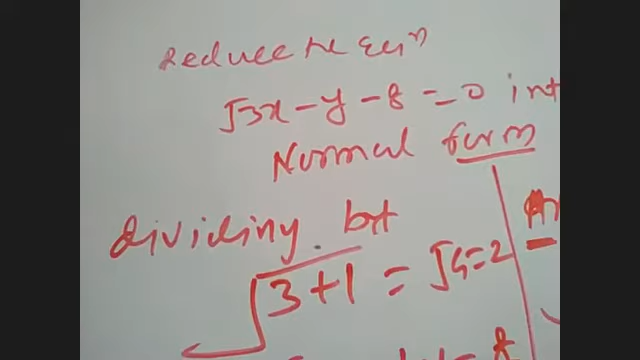 Reduce the Eqn
√3x - y - 8 = 0 int
Normal form
dividing by
√3+1 = √4 = 2